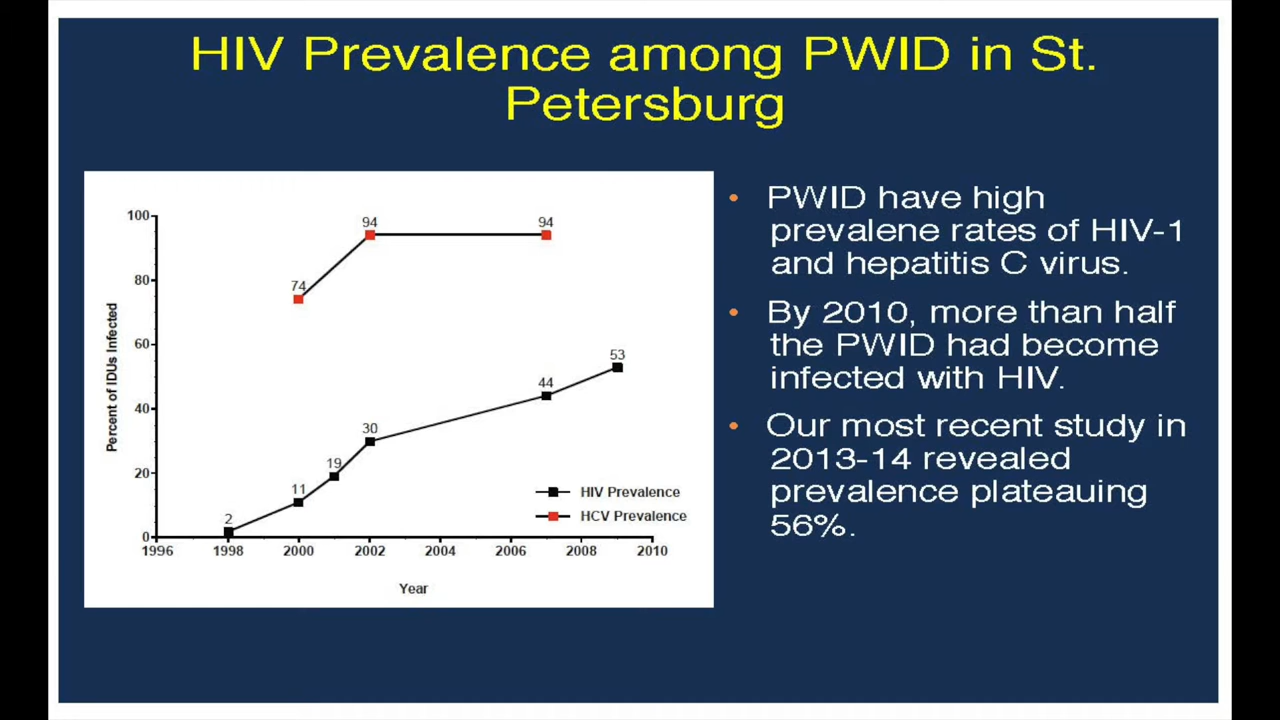 HIV Prevalence among PWID in St.
Petersburg
100
80
60
40
20
0
Percent of IDUs Infected
74
94
94
2
11
19
30
44
53
HIV Prevalence
HCV Prevalence
1996 1998 2000 2002 2004 2006 2008 2010
Year
• PWID have high
prevalene rates of HIV-1
and hepatitis C virus.
• By 2010, more than half
the PWID had become
infected with HIV.
• Our most recent study in
2013-14 revealed
prevalence plateauing
56%.